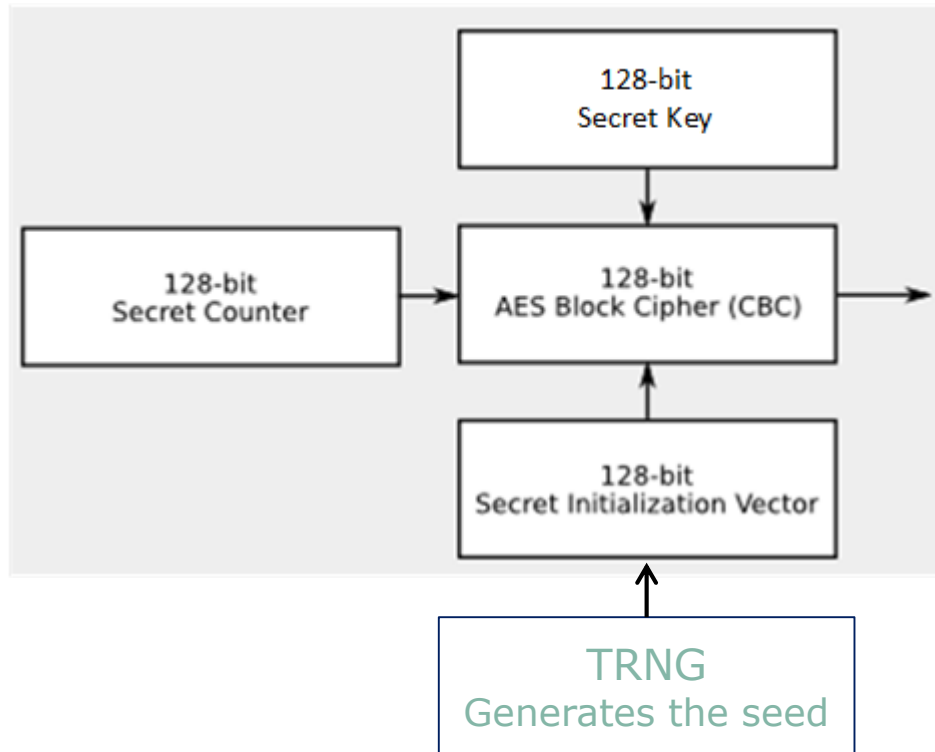 128-bit
Secret Key
128-bit
Secret Counter
128-bit
AES Block Cipher (CBC)
128-bit
Secret Initialization Vector
TRNG
Generates the seed